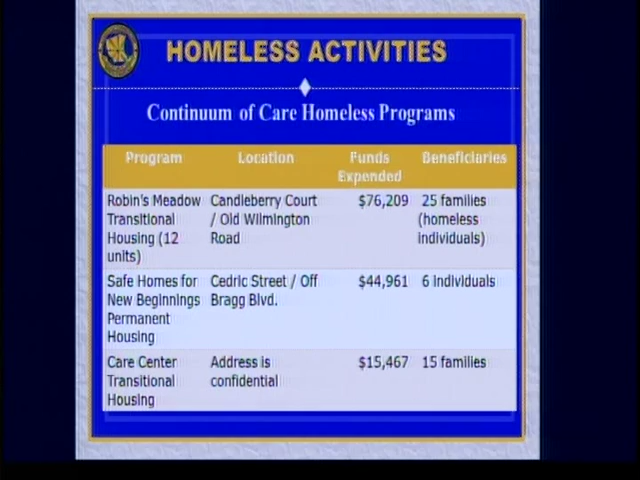 HOMELESS ACTIVITIES
Continuum of Care Homeless Programs
Program Location Funds Expended Beneficiaries
Robin's Meadow Transitional Housing (12 units) Candleberry Court / Old Wilmington Road $76,209 25 families (homeless individuals)
Safe Homes for New Beginnings Permanent Housing Cedric Street / Off Bragg Blvd. $44,961 6 individuals
Care Center Transitional Housing Address is confidential $15,467 15 families